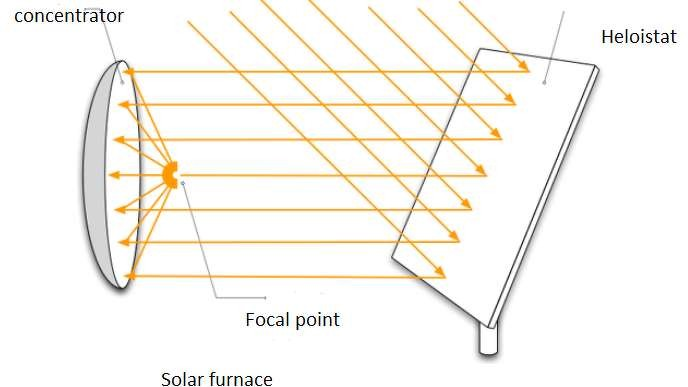 concentrator
Heloistat
Focal point
Solar furnace